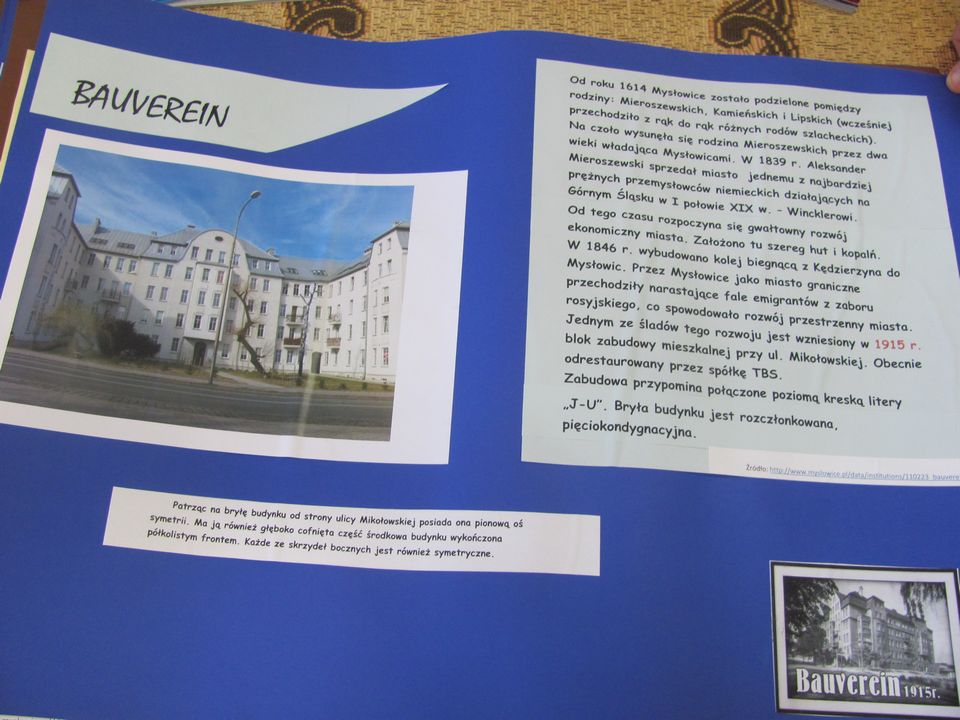 BAUVEREIN
Od roku 1614 Mysłowice zostało podzielone pomiędzy
rodziny: Mieroszewskich, Kamieńskich i Lipskich (wcześniej
przechodziło z rąk do rąk różnych rodów szlacheckich).
Na czoło wysunęła się rodzina Mieroszewskich przez dwa
wieki władająca Mysłowicami. W 1839 r. Aleksander
Mieroszewski sprzedał miasto jednemu z najbardziej
prężnych przemysłowców niemieckich działających na
Górnym Śląsku w I połowie XIX w. - Wincklerowi.
Od tego czasu rozpoczyna się gwałtowny rozwój
ekonomiczny miasta. Założono tu szereg hut i kopalń.
W 1846 r. wybudowano kolej biegnącą z Kędzierzyna do
Mysłowic. Przez Mysłowice jako miasto graniczne
przechodziły narastające fale emigrantów z zaboru
rosyjskiego, co spowodowało rozwój przestrzenny miasta.
Jednym ze śladów tego rozwoju jest wzniesiony w 1915 r.
blok zabudowy mieszkalnej przy ul. Mikołowskiej. Obecnie
odrestaurowany przez spółkę TBS.
Zabudowa przypomina połączone poziomą kreską litery
„J-U”. Bryła budynku jest rozczłonkowana,
pięciokondygnacyjna.
Źródło: http://www.myslowice.pl/data/institutions/110223_bauvere
Patrząc na bryłę budynku od strony ulicy Mikołowskiej posiada ona pionową oś
symetrii. Ma ją również głęboko cofnięta część środkowa budynku wykończona
półkolistym frontem. Każde ze skrzydeł bocznych jest również symetryczne.
Bauverein 1915r.